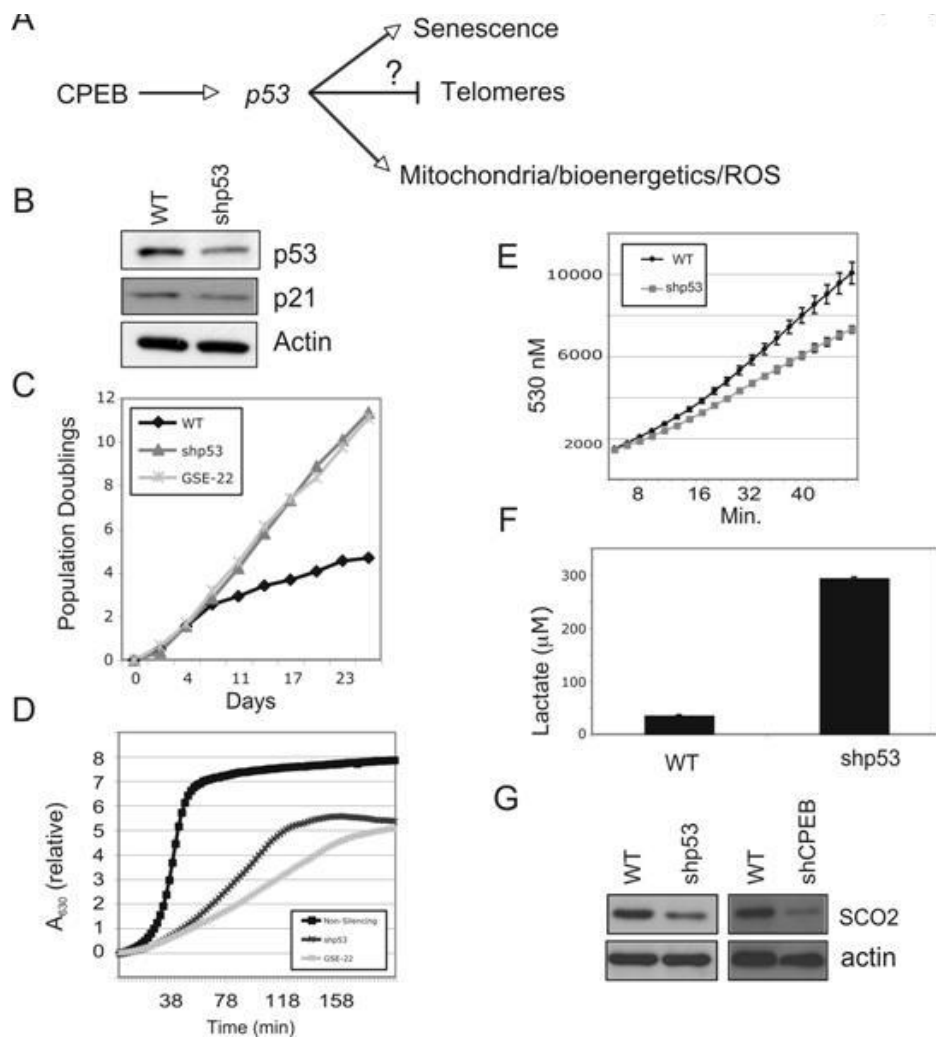 A
Senescence
?
CPEB
p53
Telomeres
Mitochondria/bioenergetics/ROS
B
WT
shp53
p53
p21
Actin
C
12
10
8
6
4
2
0
WT
shp53
GSE-22
Population Doublings
0 4 11 17 23
Days
D
8
7
6
5
4
3
2
1
0
A630 (relative)
Non-Silencing
shp53
GSE-22
38 78 118 158
Time (min)
E
WT
shp53
10000
6000
2000
530 nM
8 16 32 40
Min.
F
300
200
100
0
Lactate (µM)
WT shp53
G
WT
shp53
WT
shCPEB
SCO2
actin